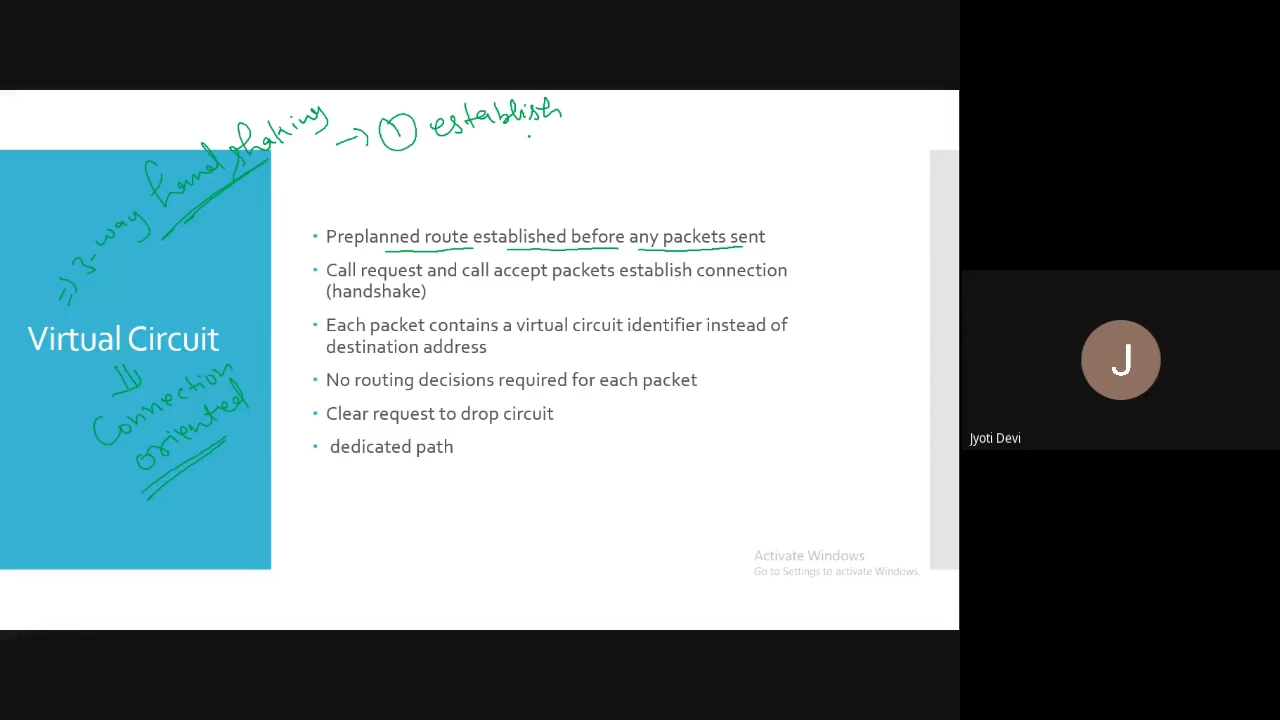 => 3-way hand shaking -> ① establish
Virtual Circuit
Connection
oriented
• Preplanned route established before any packets sent
• Call request and call accept packets establish connection
(handshake)
• Each packet contains a virtual circuit identifier instead of
destination address
• No routing decisions required for each packet
• Clear request to drop circuit
• dedicated path
Activate Windows
Go to Settings to activate Windows.
J
Jyoti Devi